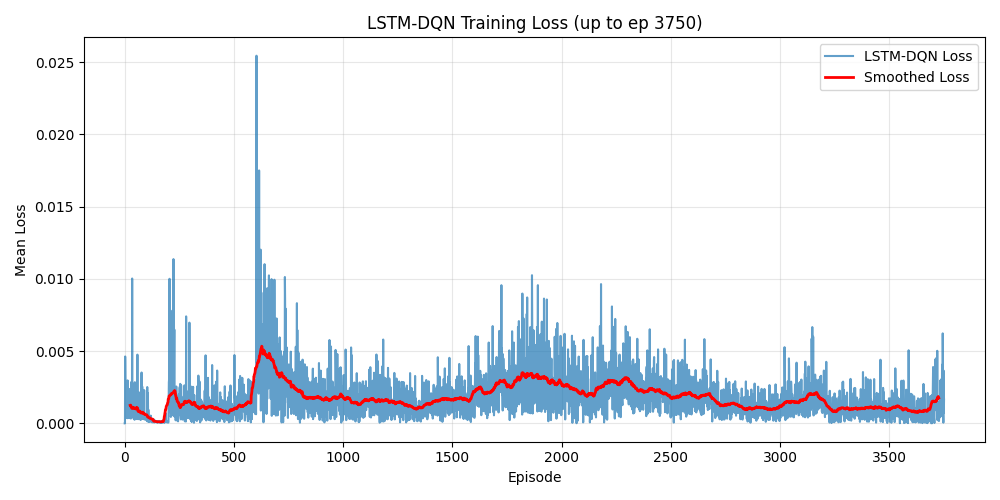 LSTM-DQN Training Loss (up to ep 3750)
LSTM-DQN Loss
Smoothed Loss
Mean Loss
0.025
0.020
0.015
0.010
0.005
0.000
0 500 1000 1500 2000 2500 3000 3500
Episode